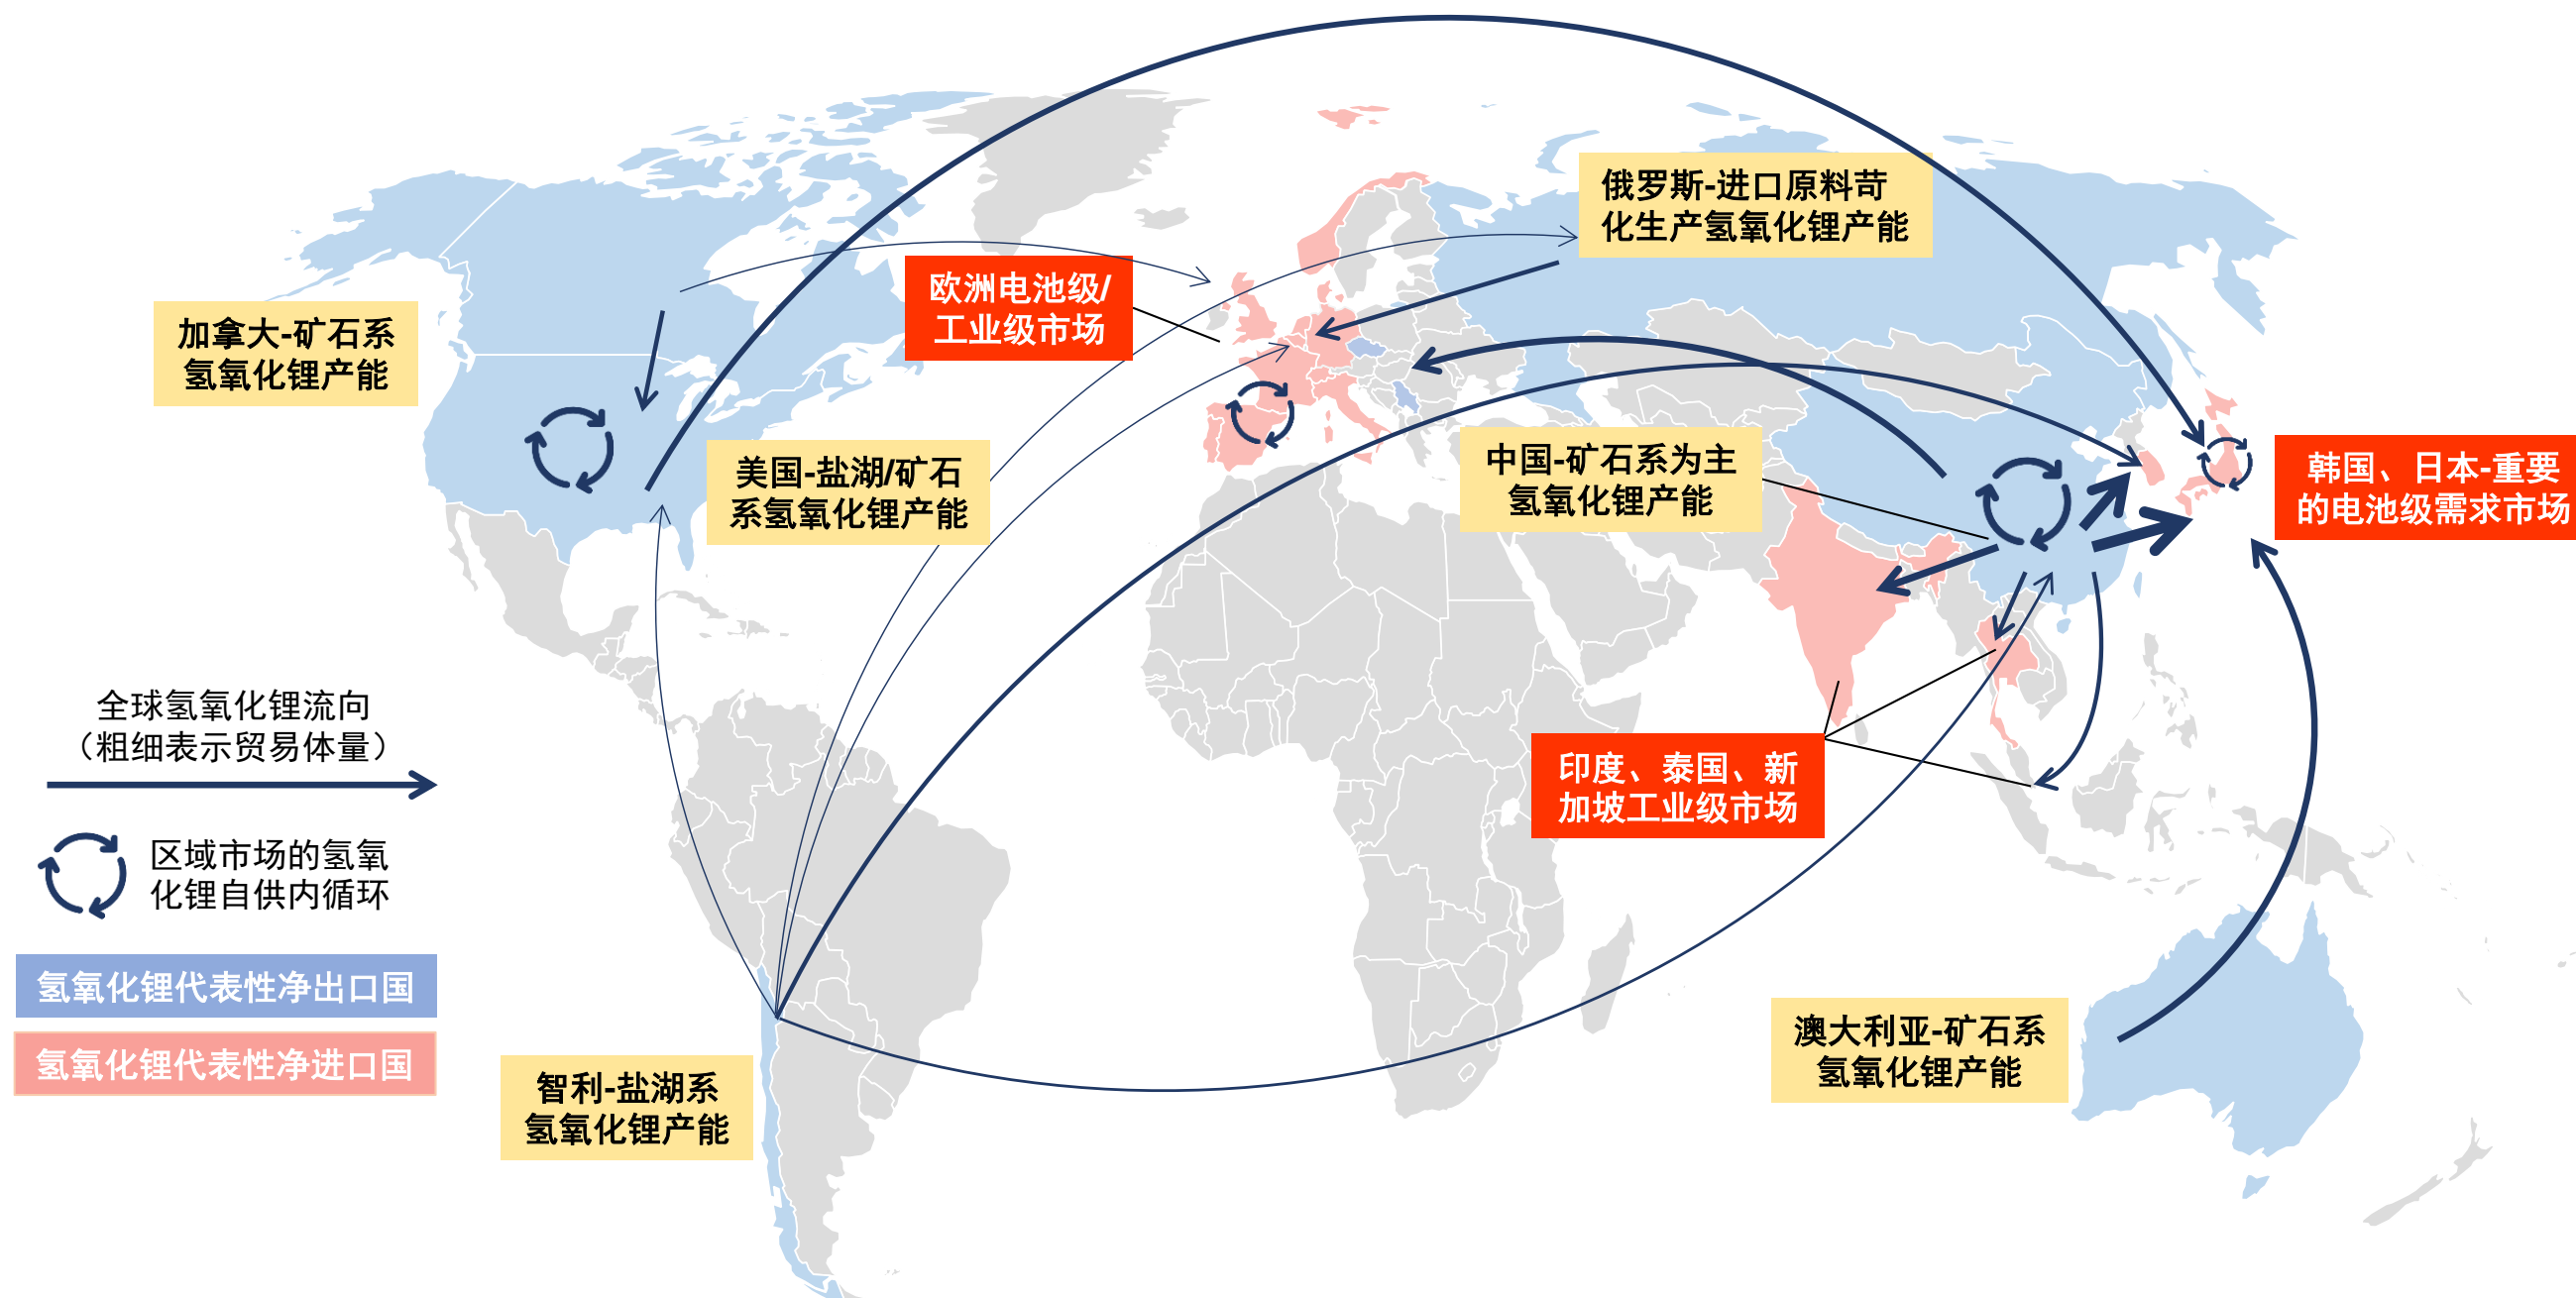 俄罗斯-进口原料苛
化生产氢氧化锂产能
欧洲电池级/
工业级市场
加拿大-矿石系
氢氧化锂产能
美国-盐湖/矿石
系氢氧化锂产能
中国-矿石系为主
氢氧化锂产能
韩国、日本-重要
的电池级需求市场
全球氢氧化锂流向
（粗细表示贸易体量）
印度、泰国、新
加坡工业级市场
区域市场的氢氧
化锂自供内循环
氢氧化锂代表性净出口国
氢氧化锂代表性净进口国
澳大利亚-矿石系
氢氧化锂产能
智利-盐湖系
氢氧化锂产能